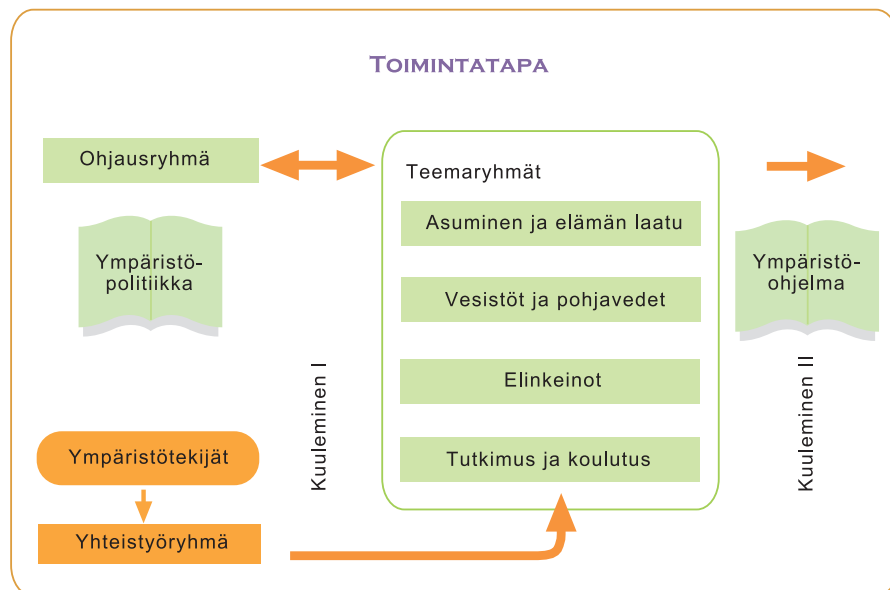 TOIMINTATAPA
Ohjausryhmä
Ympäristö-
politiikka
Kuuleminen I
Ympäristötekijät
Yhteistyöryhmä
Teemaryhmät
Asuminen ja elämän laatu
Vesistöt ja pohjavedet
Elinkeinot
Tutkimus ja koulutus
Ympäristö-
ohjelma
Kuuleminen II